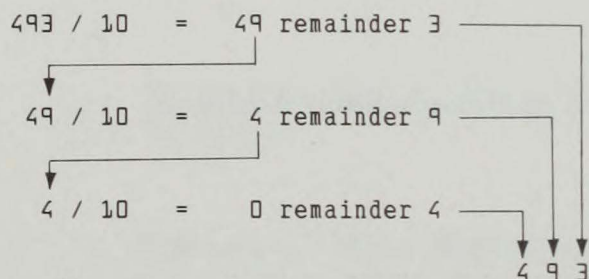 493 / 10 = 49 remainder 3
49 / 10 = 4 remainder 9
4 / 10 = 0 remainder 4
4 9 3